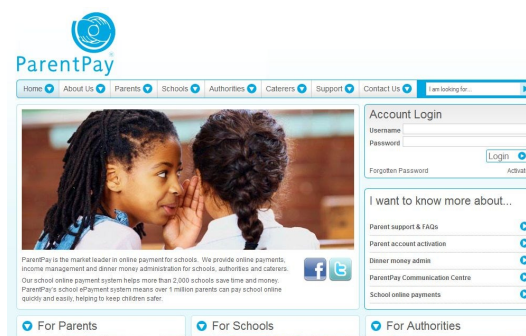 ParentPay
Home About Us Parents Schools Authorities Caterers Support Contact Us I am looking for...
Account Login
Username
Password
Login
Forgotten Password Activat
I want to know more about...
Parent support & FAQs
Parent account activation
Dinner money admin
ParentPay Communication Centre
School online payments
ParentPay is the market leader in online payment for schools. We provide online payments,
income management and dinner money administration for schools, authorities and caterers.
Our school online payment system helps more than 2,000 schools save time and money.
ParentPay's school ePayment system means over 1 million parents can pay school online
quickly and easily, helping to keep children safer.
For Parents For Schools For Authorities